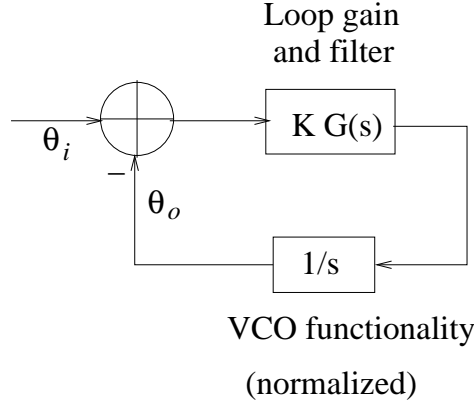 Loop gain
and filter
K G(s)
θi
−
θo
1/s
VCO functionality
(normalized)